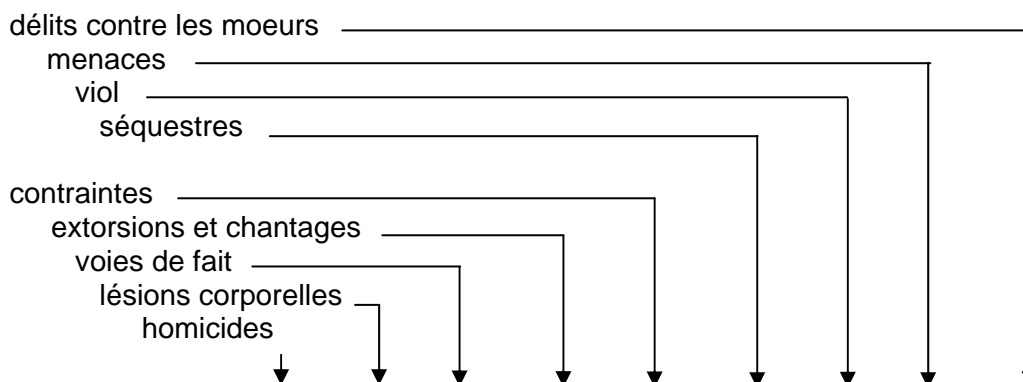 délits contre les moeurs
menaces
viol
séquestres
contraintes
extorsions et chantages
voies de fait
lésions corporelles
homicides